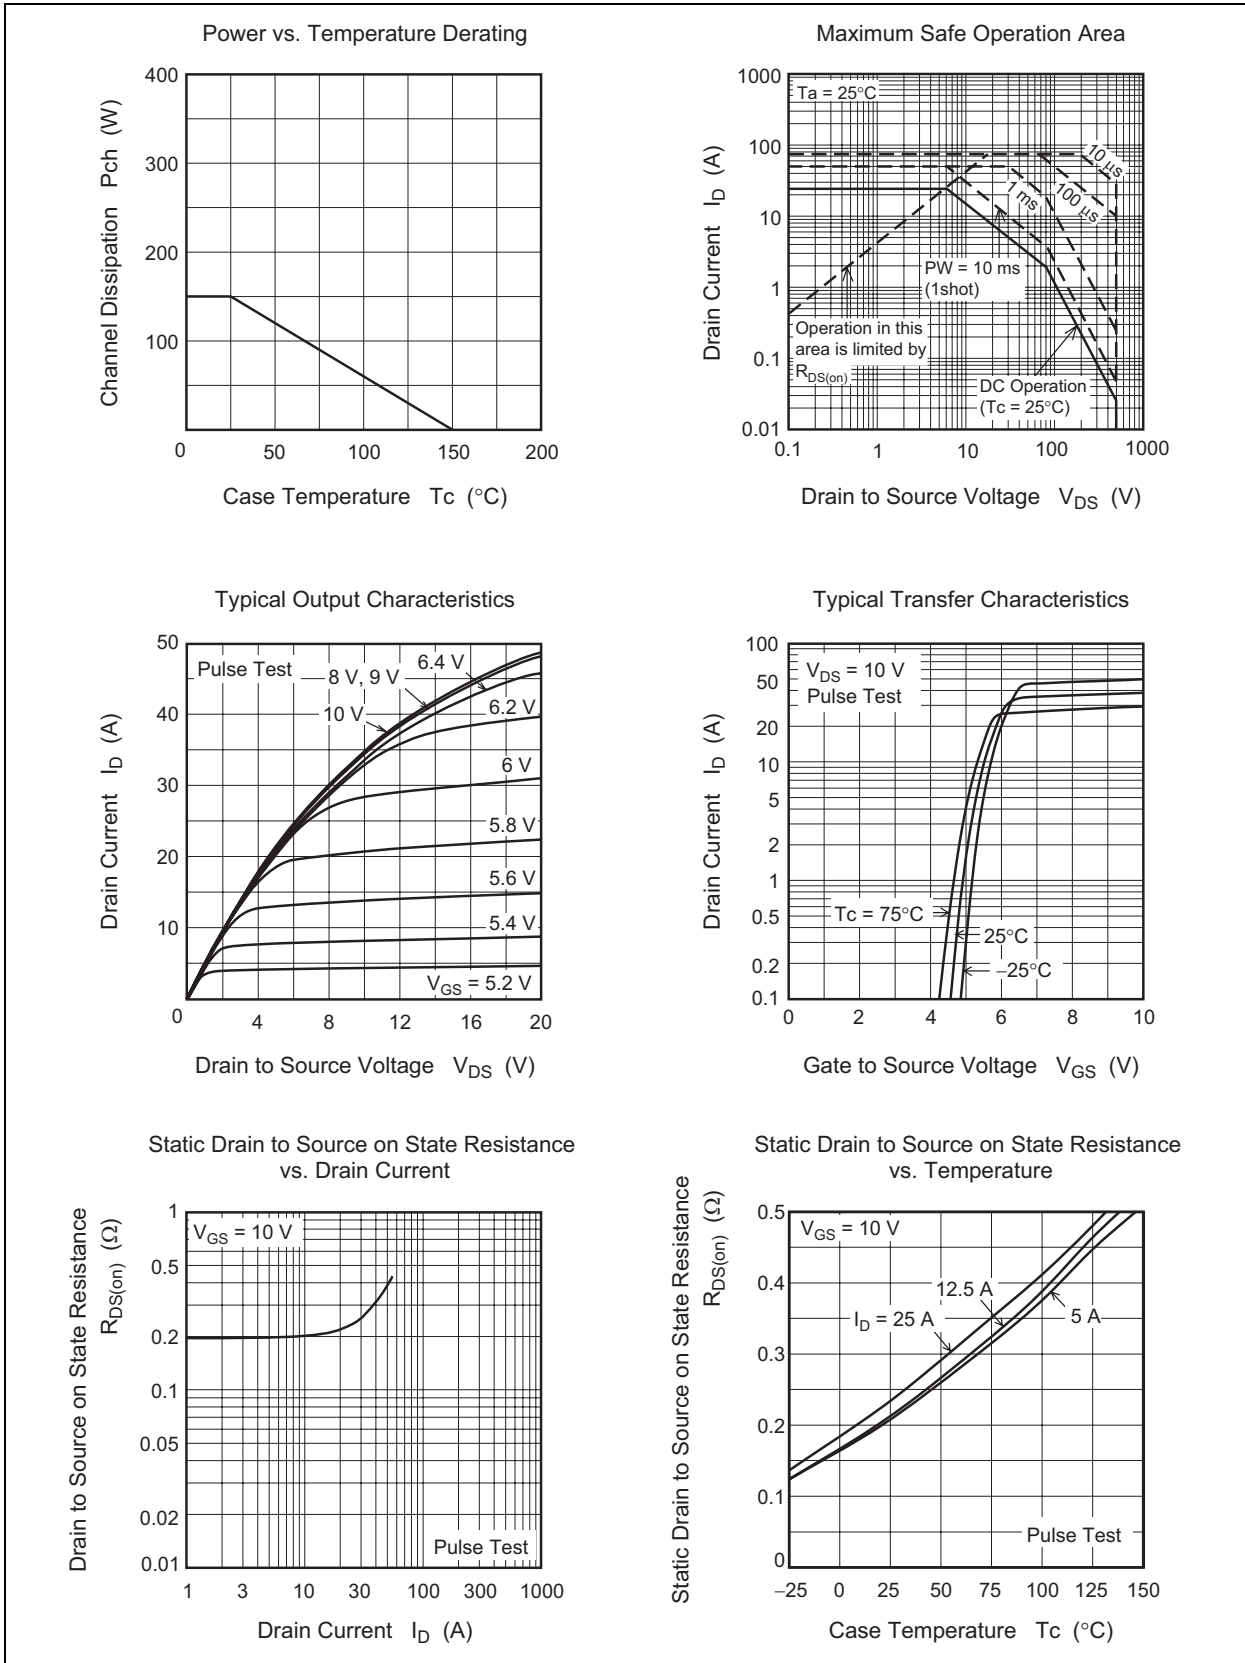 Power vs. Temperature Derating
Channel Dissipation Pch (W)
400
300
200
100
0
50
100
150
200
Case Temperature Tc (°C)
Maximum Safe Operation Area
Drain Current I_D (A)
1000
100
10
1
0.1
0.01
Ta = 25°C
10 μs
100 μs
1 ms
PW = 10 ms
(1shot)
Operation in this
area is limited by
R_DS(on)
DC Operation
(Tc = 25°C)
0.1
1
10
100
1000
Drain to Source Voltage V_DS (V)
Typical Output Characteristics
Drain Current I_D (A)
50
40
30
20
10
0
Pulse Test
8 V, 9 V
10 V
6.4 V
6.2 V
6 V
5.8 V
5.6 V
5.4 V
V_GS = 5.2 V
4
8
12
16
20
Drain to Source Voltage V_DS (V)
Typical Transfer Characteristics
Drain Current I_D (A)
100
50
20
10
5
2
1
0.5
0.2
0.1
V_DS = 10 V
Pulse Test
Tc = 75°C
25°C
−25°C
0
2
4
6
8
10
Gate to Source Voltage V_GS (V)
Static Drain to Source on State Resistance
vs. Drain Current
Drain to Source on State Resistance
R_DS(on) (Ω)
1
0.5
0.2
0.1
0.05
0.02
0.01
V_GS = 10 V
Pulse Test
1
3
10
30
100
300
1000
Drain Current I_D (A)
Static Drain to Source on State Resistance
vs. Temperature
Static Drain to Source on State Resistance
R_DS(on) (Ω)
0.5
0.4
0.3
0.2
0.1
0
V_GS = 10 V
12.5 A
I_D = 25 A
5 A
Pulse Test
−25
0
25
50
75
100
125
150
Case Temperature Tc (°C)